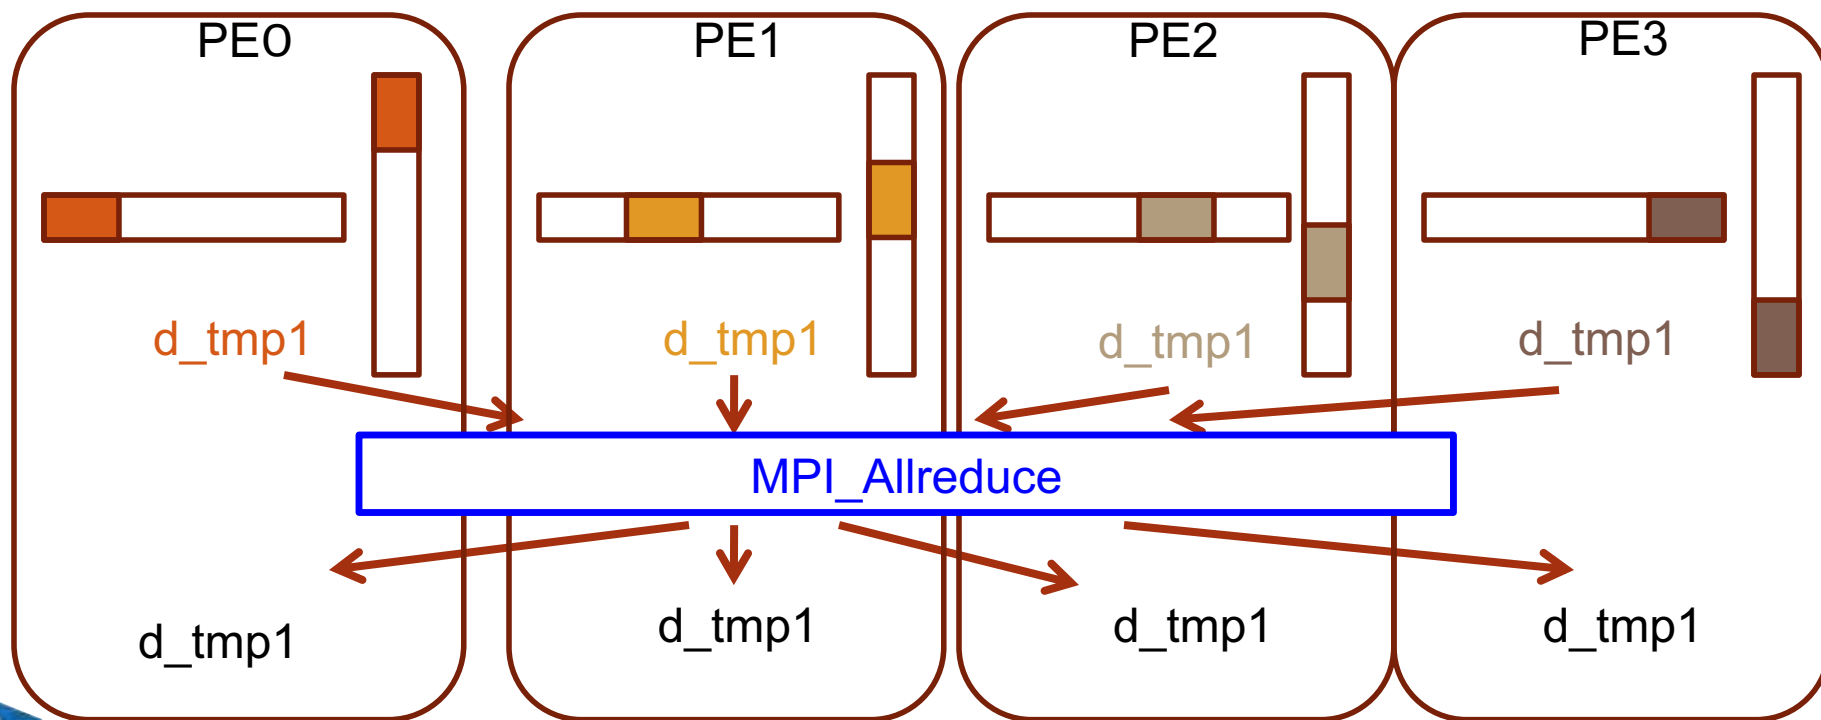 PE0
PE1
PE2
PE3
d_tmp1
d_tmp1
d_tmp1
d_tmp1
MPI_Allreduce
d_tmp1
d_tmp1
d_tmp1
d_tmp1